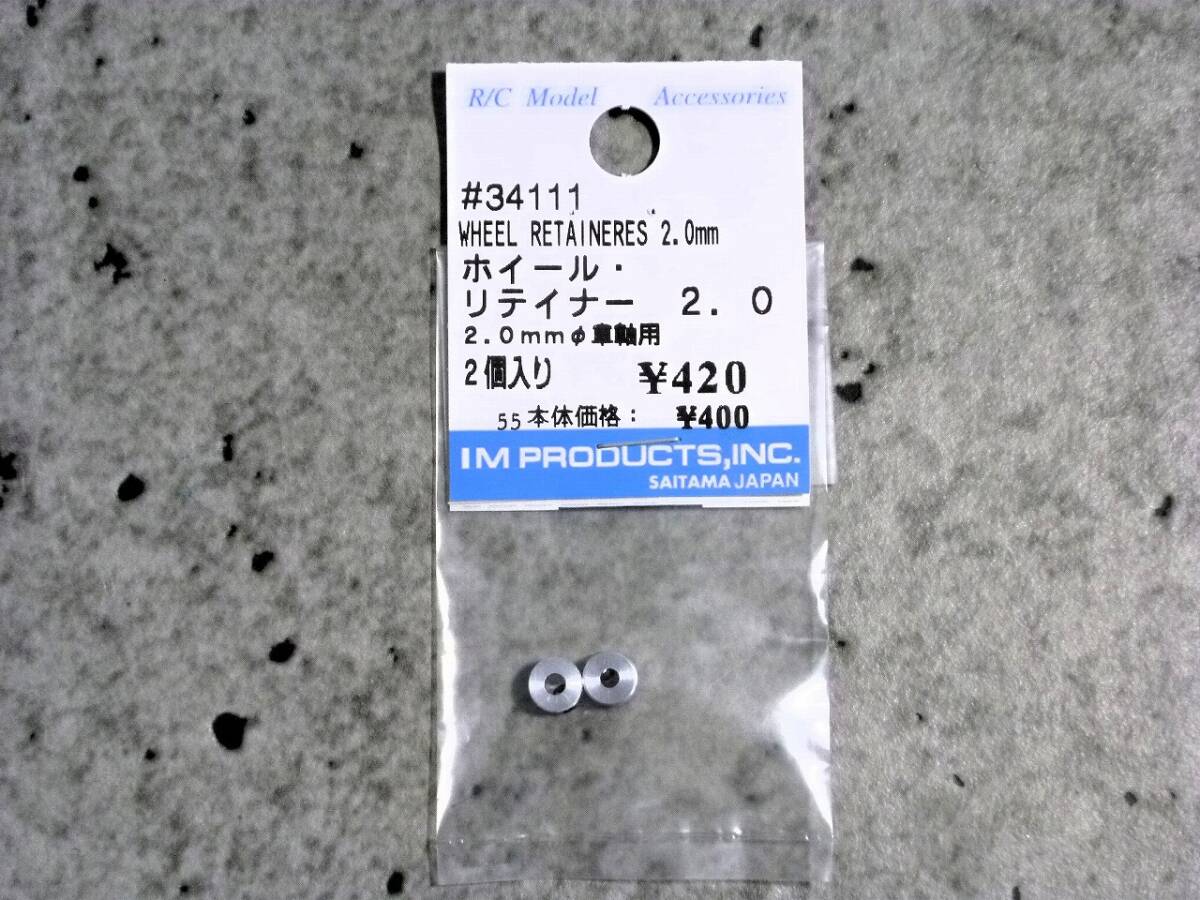 R/C Model Accessories
#34111
WHEEL RETAINERES 2.0mm
ホイール・
リテイナー 2.0
2.0mmφ車軸用
2個入り ¥420
55本体価格: ¥400
IM PRODUCTS,INC.
SAITAMA JAPAN